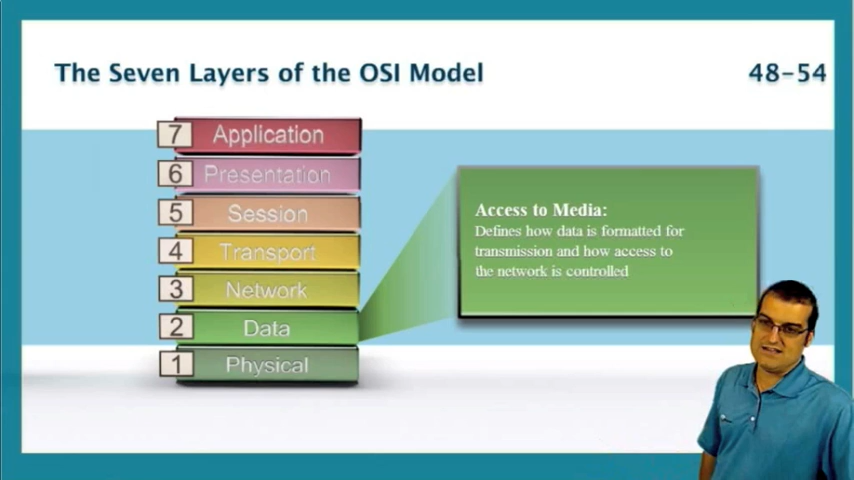 The Seven Layers of the OSI Model
48-54
7 Application
6 Presentation
5 Session
4 Transport
3 Network
2 Data
1 Physical
Access to Media:
Defines how data is formatted for
transmission and how access to
the network is controlled